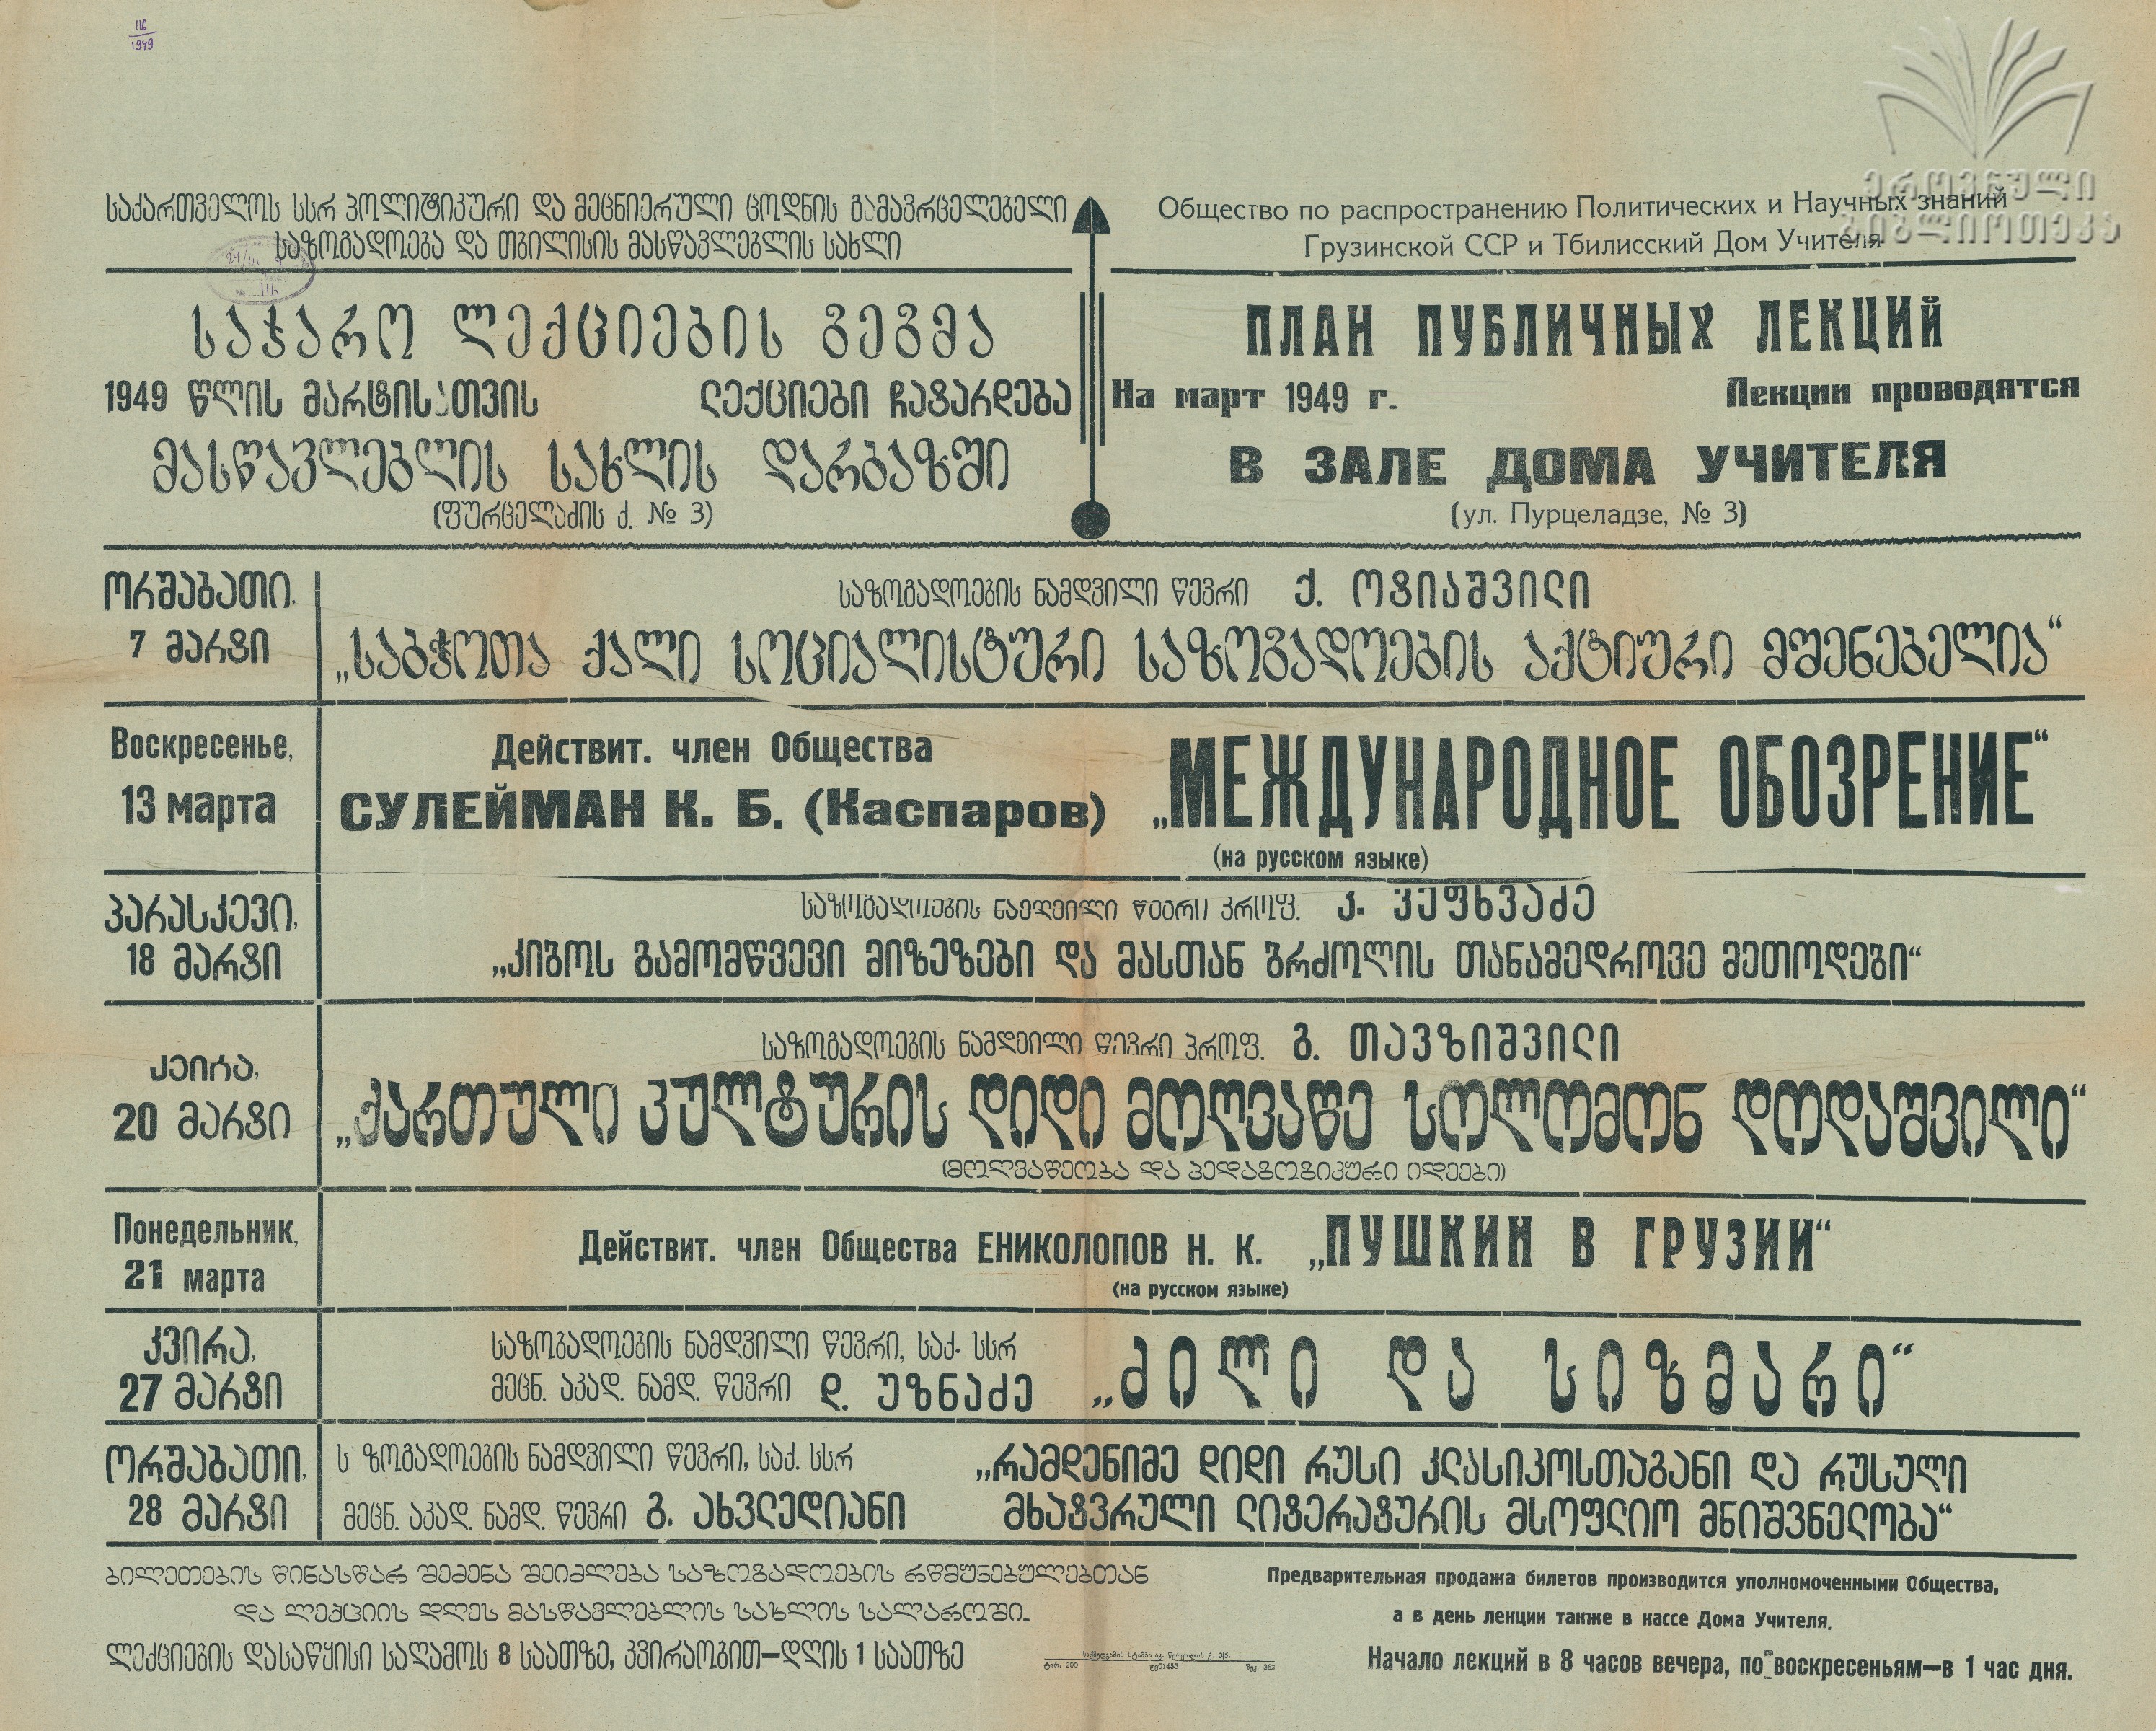 116
1949
ეროვნული
ბიბლიოთეკა
საქართველოს სსრ პოლიტიკური და მეცნიერული ცოდნის გამავრცელებელი
საზოგადოება და თბილისის მასწავლებლის სახლი
Общество по распространению Политических и Научных знаний
Грузинской ССР и Тбилисский Дом Учителя
საჯარო ლექციების გეგმა
1949 წლის მარტისათვის ლექციები ჩატარდება
მასწავლებლის სახლის დარბაზში
(ფურცელაძის ქ. № 3)
ПЛАН ПУБЛИЧНЫХ ЛЕКЦИЙ
На март 1949 г. Лекции проводятся
В ЗАЛЕ ДОМА УЧИТЕЛЯ
(ул. Пурцеладзе, № 3)
ორშაბათი,
7 მარტი
საზოგადოების ნამდვილი წევრი ქ. ოჭიაშვილი
„საბჭოთა ქალი სოციალისტური საზოგადოების აქტიური მშენებელია“
Воскресенье,
13 марта
Действит. член Общества
СУЛЕЙМАН К. Б. (Каспаров)
„МЕЖДУНАРОДНОЕ ОБОЗРЕНИЕ“
(на русском языке)
პარასკევი,
18 მარტი
საზოგადოების ნამდვილი წევრი პროფ. კ. ვეფხვაძე
„კიბოს გამომწვევი მიზეზები და მასთან ბრძოლის თანამედროვე მეთოდები“
კვირა,
20 მარტი
საზოგადოების ნამდვილი წევრი პროფ. გ. თავზიშვილი
„ქართული კულტურის დიდი მოღვაწე სოლომონ დოდაშვილი“
(მოღვაწეობა და პედაგოგიკური იდეები)
Понедельник,
21 марта
Действит. член Общества ЕНИКОЛОПОВ Н. К. „ПУШКИН В ГРУЗИИ“
(на русском языке)
კვირა,
27 მარტი
საზოგადოების ნამდვილი წევრი, საქ. სსრ
მეცნ. აკად. ნამდ. წევრი დ. უზნაძე
„ძილი და სიზმარი“
ორშაბათი,
28 მარტი
ს ზოგადოების ნამდვილი წევრი, საქ. სსრ
მეცნ. აკად. ნამდ. წევრი გ. ახვლედიანი
„რამდენიმე დიდი რუსი კლასიკოსთაგანი და რუსული
მხატვრული ლიტერატურის მსოფლიო მნიშვნელობა“
ბილეთების წინასწარ შეძენა შეიძლება საზოგადოების რწმუნებულებთან
და ლექციის დღეს მასწავლებლის სახლის სალაროში.
ლექციების დასაწყისი საღამოს 8 საათზე, კვირაობით—დღის 1 საათზე
Предварительная продажа билетов производится уполномоченными Общества,
а в день лекции также в кассе Дома Учителя.
Начало лекций в 8 часов вечера, по воскресеньям—в 1 час дня.